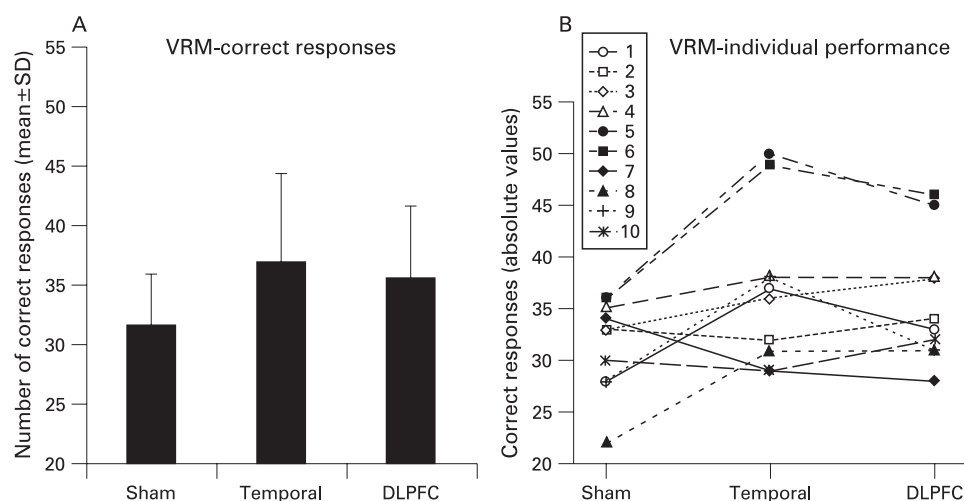 A
VRM-correct responses
Number of correct responses (mean±SD)
55
50
45
40
35
30
25
20
Sham
Temporal
DLPFC
B
VRM-individual performance
1
2
3
4
5
6
7
8
9
10
Correct responses (absolute values)
55
50
45
40
35
30
25
20
Sham
Temporal
DLPFC